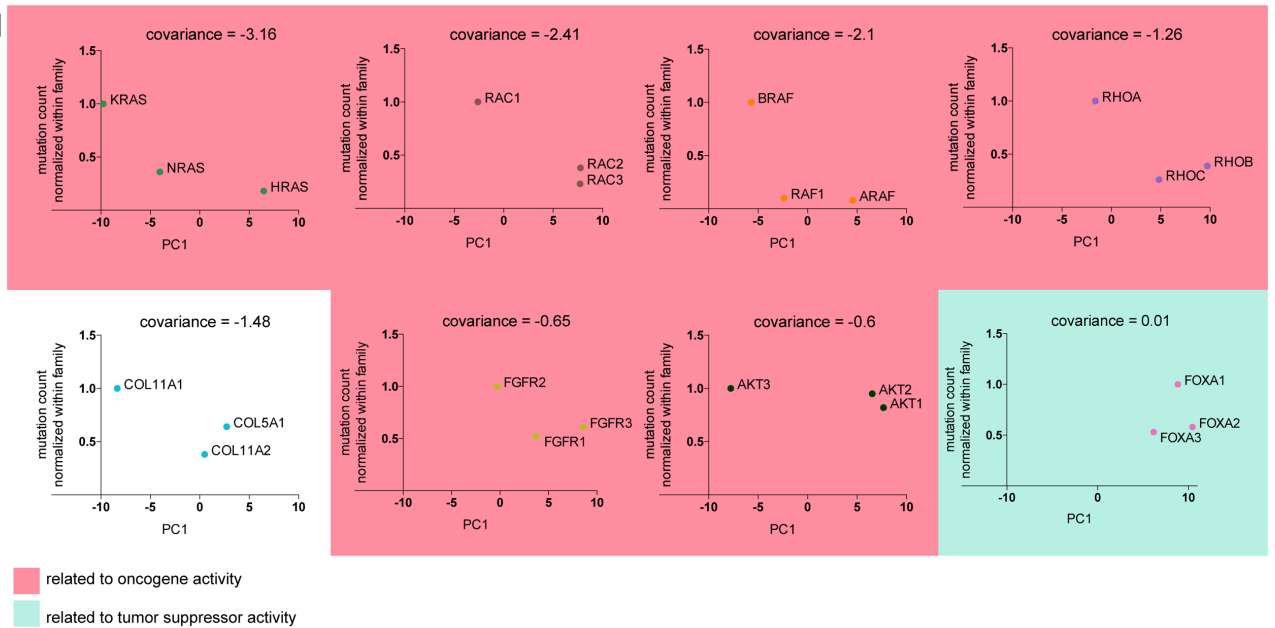 covariance = -3.16
mutation count
normalized within family
1.5
1.0
0.5
KRAS
NRAS
HRAS
-10
-5
0
5
10
PC1
covariance = -2.41
mutation count
normalized within family
1.5
1.0
0.5
RAC1
RAC2
RAC3
-10
-5
0
5
10
PC1
covariance = -2.1
mutation count
normalized within family
1.5
1.0
0.5
BRAF
RAF1
ARAF
-10
-5
0
5
10
PC1
covariance = -1.26
mutation count
normalized within family
1.5
1.0
0.5
RHOA
RHOB
RHOC
-10
-5
0
5
10
PC1
covariance = -1.48
mutation count
normalized within family
1.5
1.0
0.5
COL11A1
COL5A1
COL11A2
-10
-5
0
5
10
PC1
covariance = -0.65
mutation count
normalized within family
1.5
1.0
0.5
FGFR2
FGFR3
FGFR1
-10
-5
0
5
10
PC1
covariance = -0.6
mutation count
normalized within family
1.5
1.0
0.5
AKT3
AKT2
AKT1
-10
-5
0
5
10
PC1
covariance = 0.01
mutation count
normalized within family
1.5
1.0
0.5
FOXA1
FOXA2
FOXA3
-10
0
10
PC1
related to oncogene activity
related to tumor suppressor activity